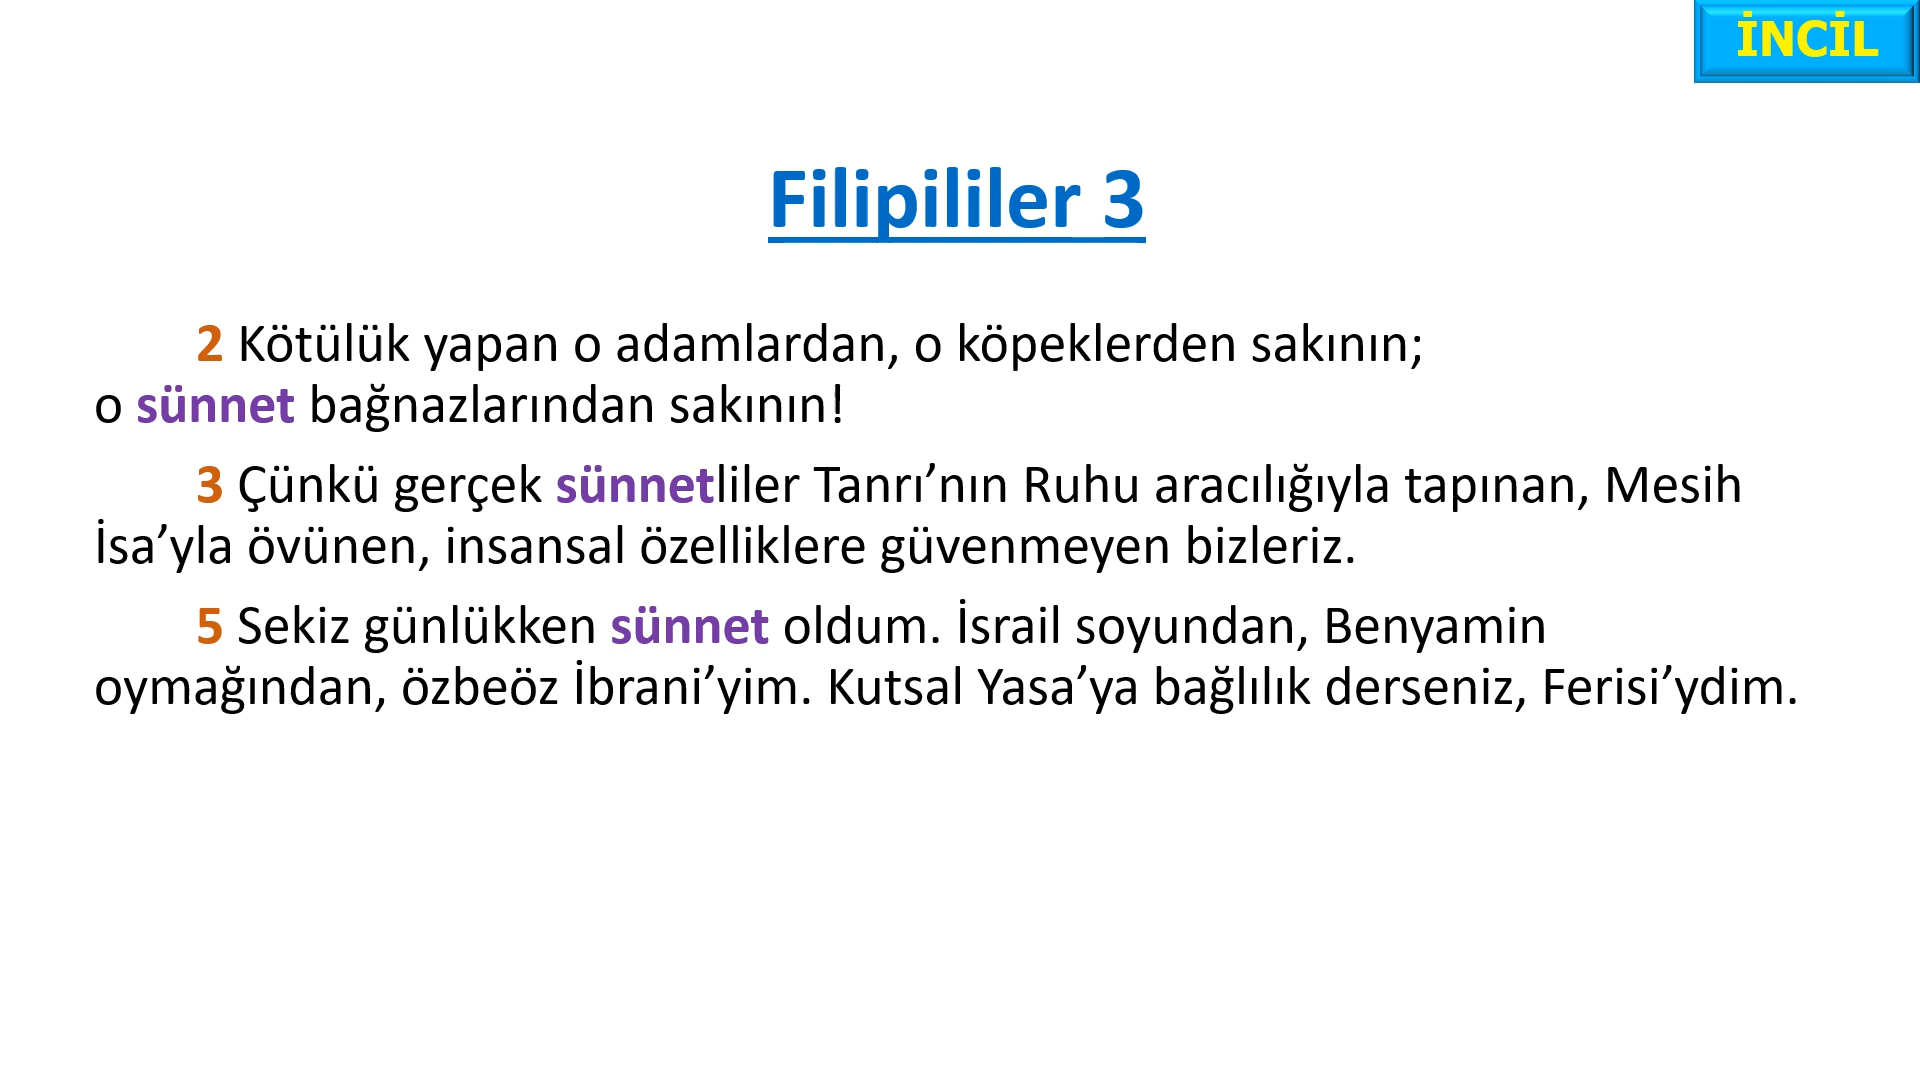 İNCİL
Filipililer 3
2 Kötülük yapan o adamlardan, o köpeklerden sakının;
o sünnet bağnazlarından sakının!
3 Çünkü gerçek sünnetliler Tanrı’nın Ruhu aracılığıyla tapınan, Mesih
İsa’yla övünen, insansal özelliklere güvenmeyen bizleriz.
5 Sekiz günlükken sünnet oldum. İsrail soyundan, Benyamin
oymağından, özbeöz İbrani’yim. Kutsal Yasa’ya bağlılık derseniz, Ferisi’ydim.